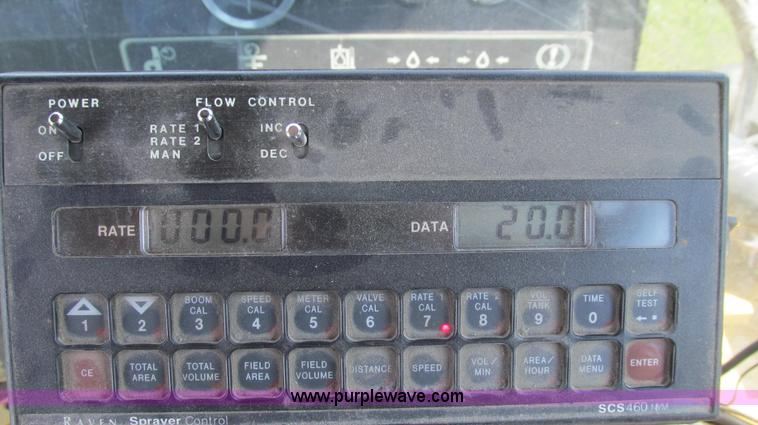 POWER FLOW CONTROL
ON RATE 1 INC
RATE 2
OFF MAN DEC
RATE 000.0 DATA 20.0
1 2 BOOM CAL 3 SPEED CAL 4 METER CAL 5 VALVE CAL 6 RATE 1 CAL 7 RATE 2 CAL 8 VOL TANK 9 TIME 0 SELF TEST
CE TOTAL AREA TOTAL VOLUME FIELD AREA FIELD VOLUME DISTANCE SPEED VOL/MIN AREA/HOUR DATA MENU ENTER
www.purplewave.com
RAVEN Sprayer Control SCS460